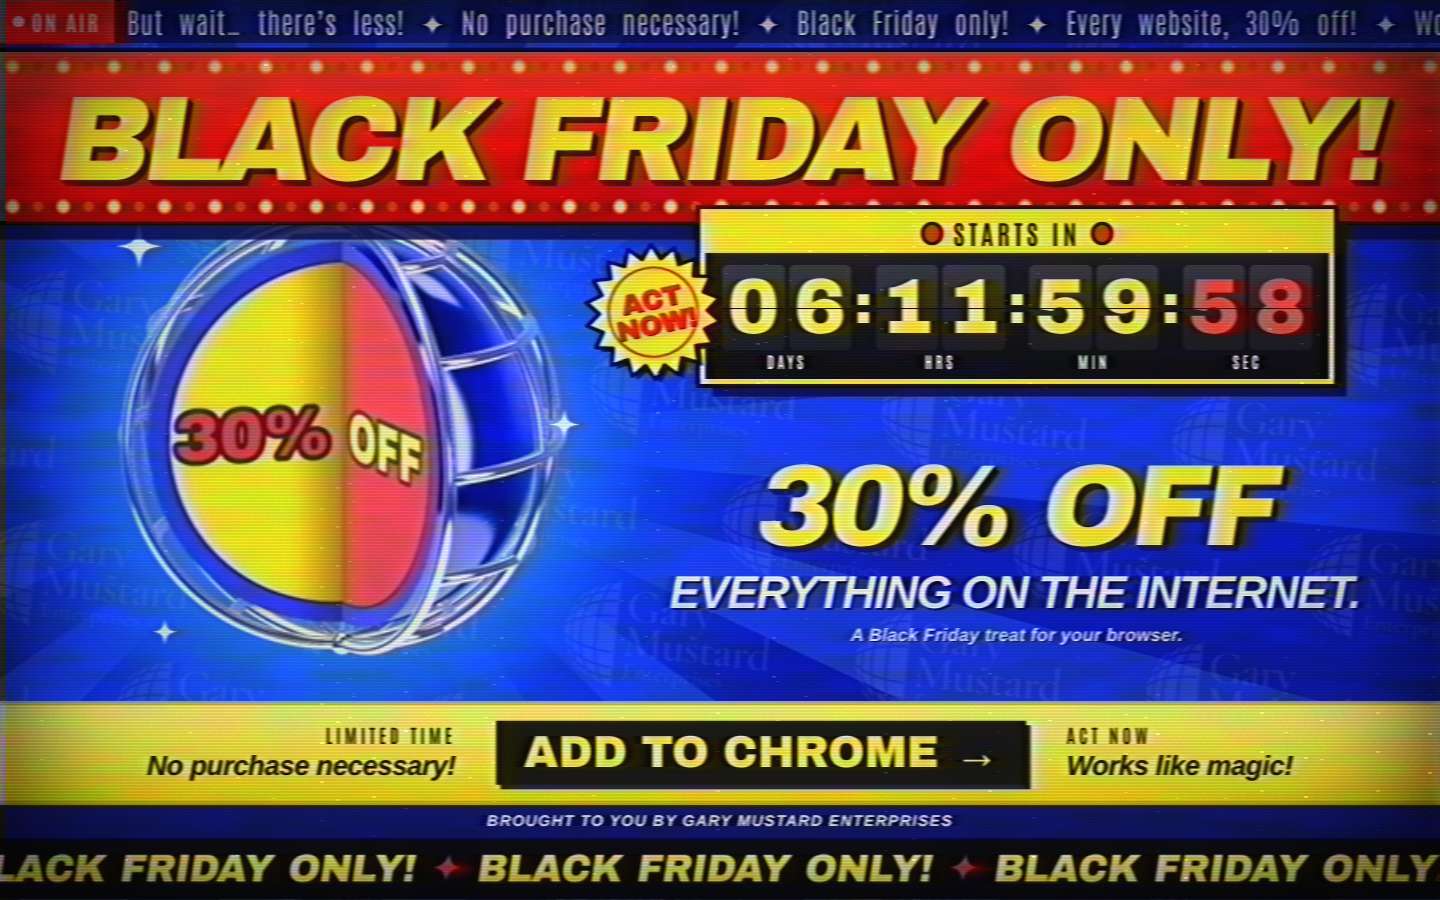 ON AIR But wait… there's less! ✦ No purchase necessary! ✦ Black Friday only! ✦ Every website, 30% off! ✦
BLACK FRIDAY ONLY!
STARTS IN
ACT NOW!
06:11:59:58
DAYS HRS MIN SEC
30% OFF
30% OFF
EVERYTHING ON THE INTERNET.
A Black Friday treat for your browser.
Gary Mustard Enterprises
LIMITED TIME
No purchase necessary!
ADD TO CHROME →
ACT NOW
Works like magic!
BROUGHT TO YOU BY GARY MUSTARD ENTERPRISES
LACK FRIDAY ONLY! ✦ BLACK FRIDAY ONLY! ✦ BLACK FRIDAY ONLY